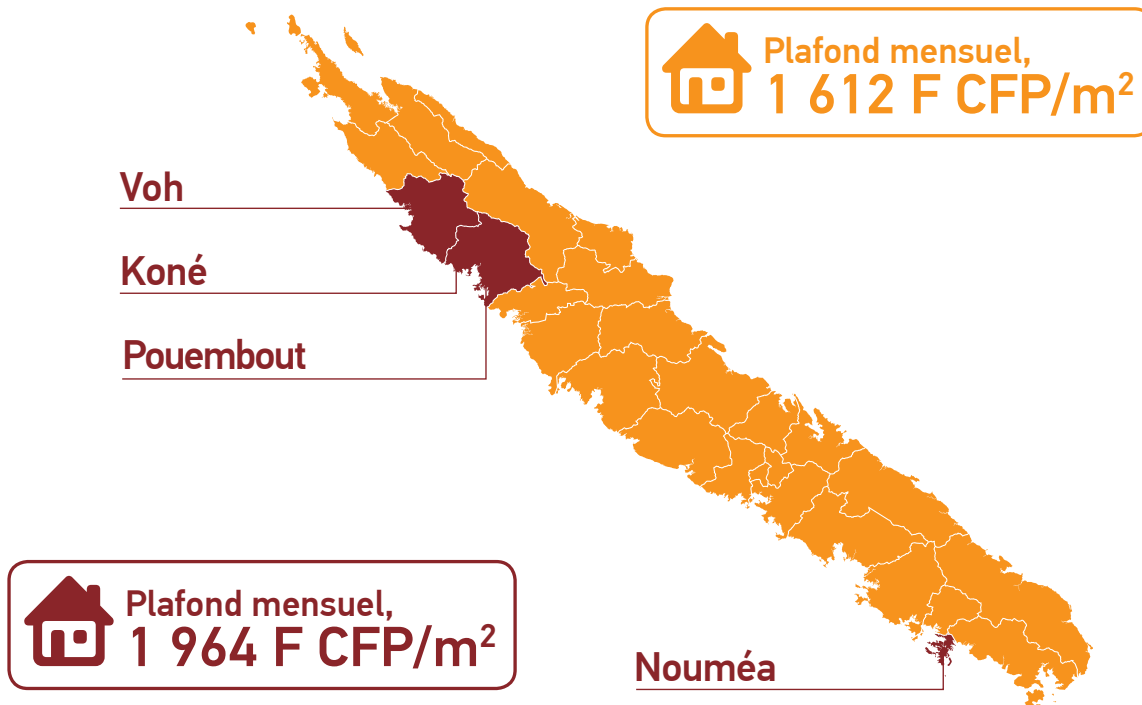 Plafond mensuel,
1 612 F CFP/m²
Voh
Koné
Pouembout
Plafond mensuel,
1 964 F CFP/m²
Nouméa